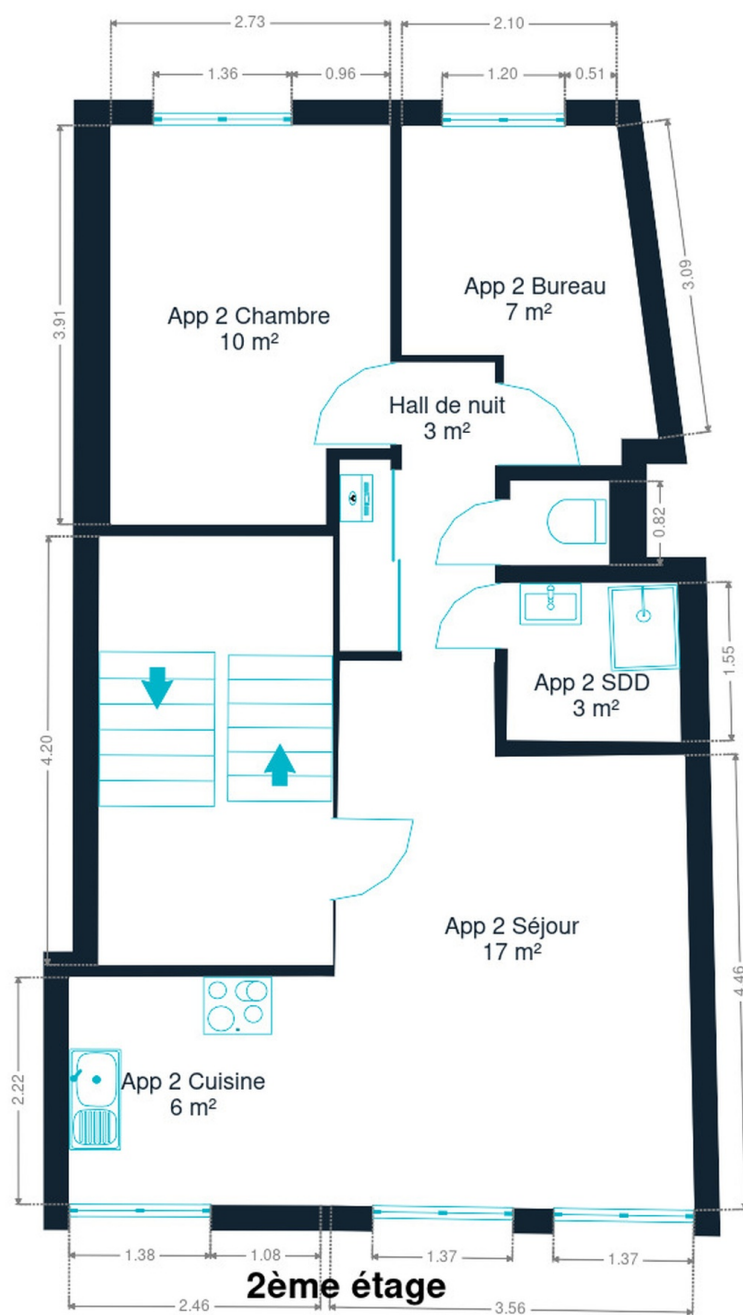 2.73
2.10
1.36
0.96
1.20
0.51
3.91
3.09
App 2 Chambre
10 m²
App 2 Bureau
7 m²
Hall de nuit
3 m²
0.82
4.20
1.55
App 2 SDD
3 m²
App 2 Séjour
17 m²
4.46
2.22
App 2 Cuisine
6 m²
1.38
1.08
1.37
1.37
2ème étage
2.46
3.56